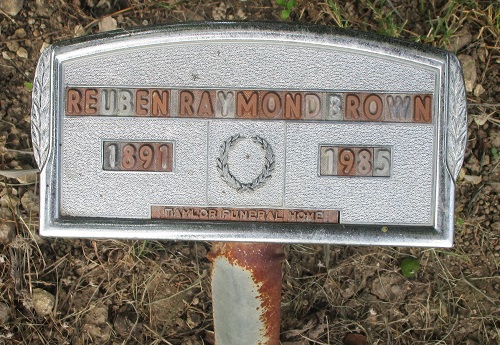 REUBEN RAYMOND BROWN
1891 1985
TAYLOR FUNERAL HOME